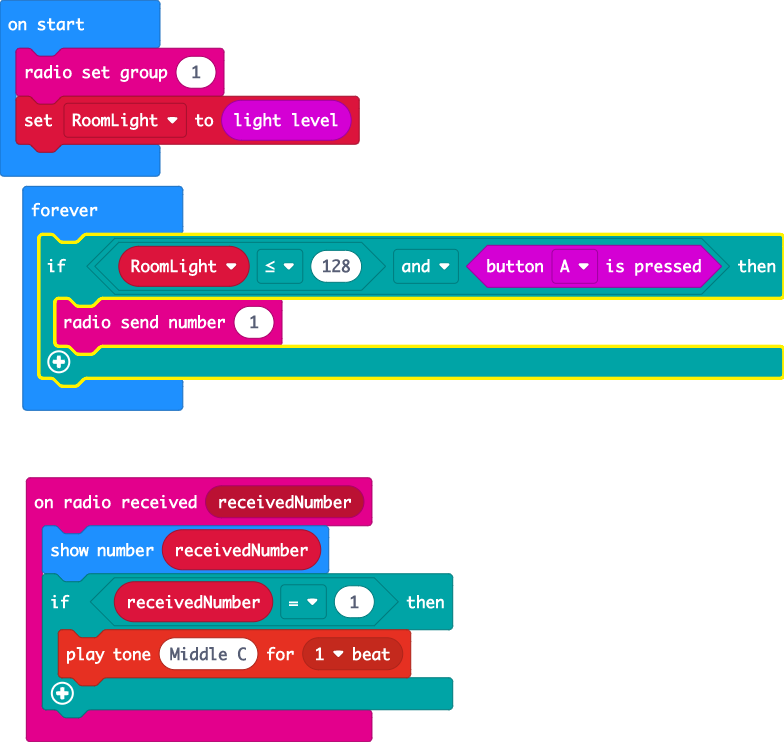 on start
radio set group 1
set RoomLight to light level
forever
if RoomLight ≤ 128 and button A is pressed then
radio send number 1
on radio received receivedNumber
show number receivedNumber
if receivedNumber = 1 then
play tone Middle C for 1 beat